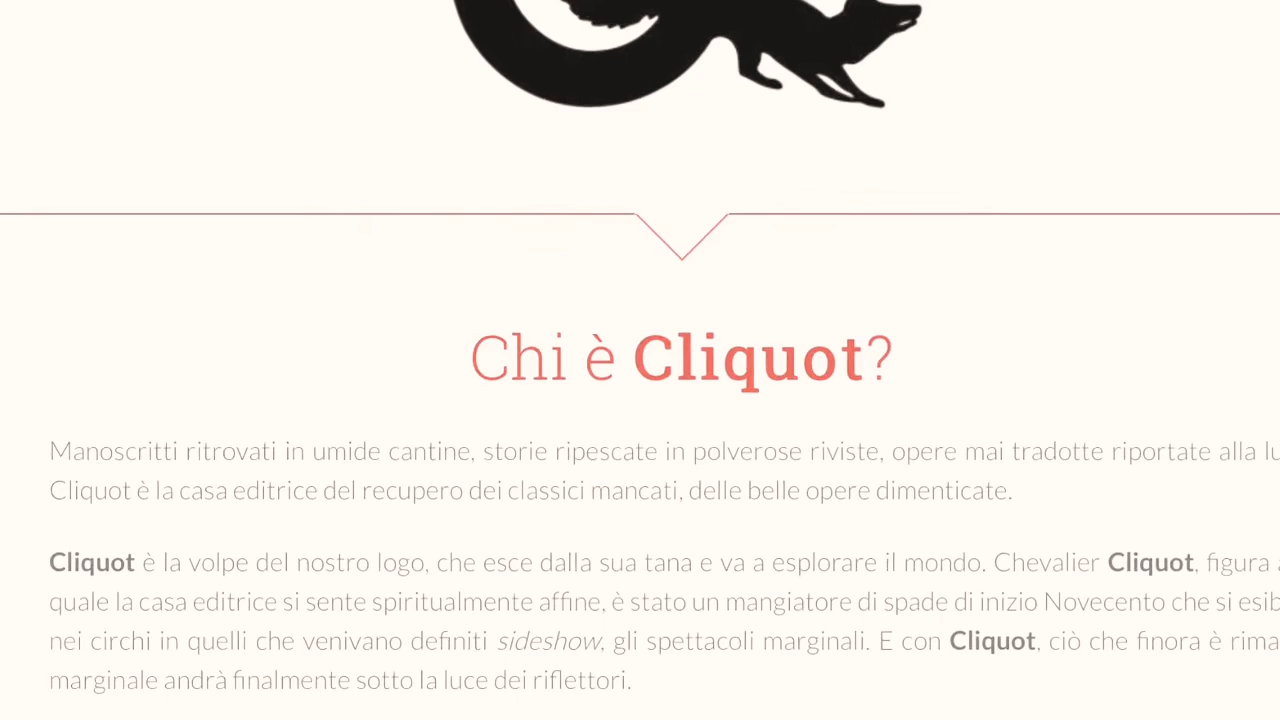 Chi è Cliquot?
Manoscritti ritrovati in umide cantine, storie ripescate in polverose riviste, opere mai tradotte riportate alla lu
Cliquot è la casa editrice del recupero dei classici mancati, delle belle opere dimenticate.
Cliquot è la volpe del nostro logo, che esce dalla sua tana e va a esplorare il mondo. Chevalier Cliquot, figura a
quale la casa editrice si sente spiritualmente affine, è stato un mangiatore di spade di inizio Novecento che si esib
nei circhi in quelli che venivano definiti sideshow, gli spettacoli marginali. E con Cliquot, ciò che finora è rima
marginale andrà finalmente sotto la luce dei riflettori.